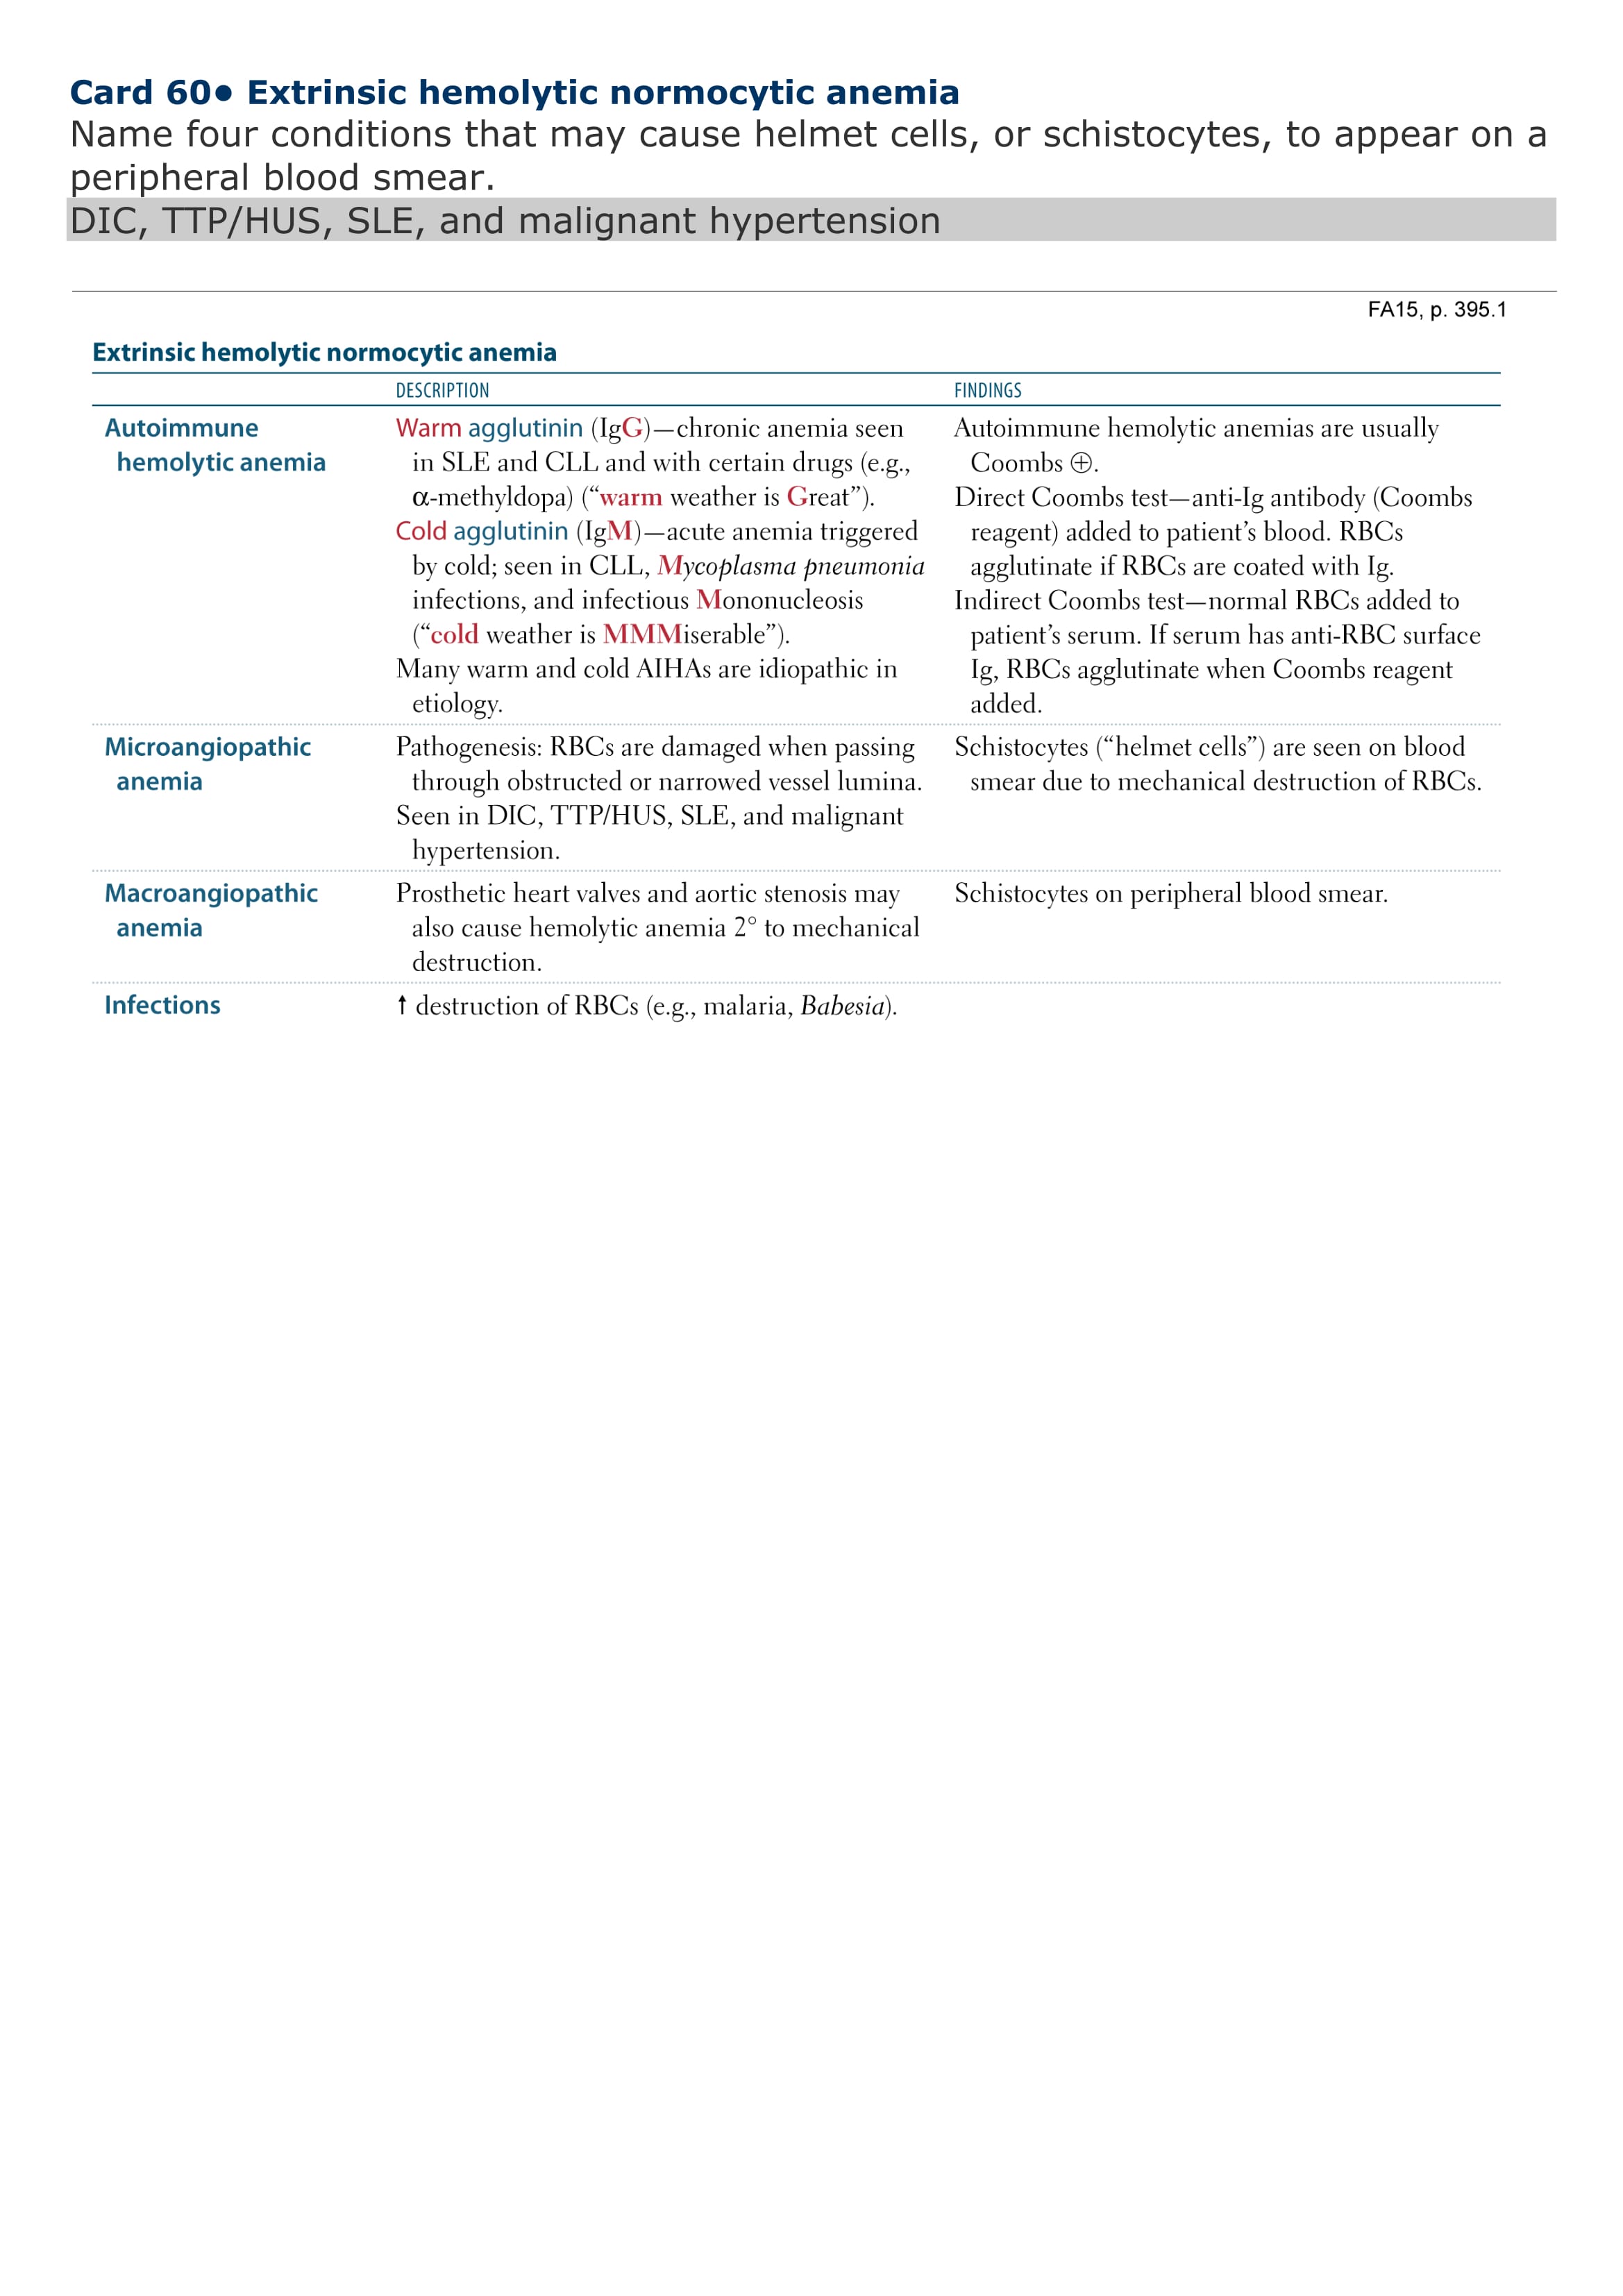 Card 60• Extrinsic hemolytic normocytic anemia
Name four conditions that may cause helmet cells, or schistocytes, to appear on a
peripheral blood smear.
DIC, TTP/HUS, SLE, and malignant hypertension
FA15, p. 395.1
Extrinsic hemolytic normocytic anemia
DESCRIPTION
FINDINGS
Autoimmune
hemolytic anemia
Warm agglutinin (IgG)—chronic anemia seen
in SLE and CLL and with certain drugs (e.g.,
α-methyldopa) (“warm weather is Great”).
Cold agglutinin (IgM)—acute anemia triggered
by cold; seen in CLL, Mycoplasma pneumonia
infections, and infectious Mononucleosis
(“cold weather is MMMiserable”).
Many warm and cold AIHAs are idiopathic in
etiology.
Autoimmune hemolytic anemias are usually
Coombs ⊕.
Direct Coombs test—anti-Ig antibody (Coombs
reagent) added to patient’s blood. RBCs
agglutinate if RBCs are coated with Ig.
Indirect Coombs test—normal RBCs added to
patient’s serum. If serum has anti-RBC surface
Ig, RBCs agglutinate when Coombs reagent
added.
Microangiopathic
anemia
Pathogenesis: RBCs are damaged when passing
through obstructed or narrowed vessel lumina.
Seen in DIC, TTP/HUS, SLE, and malignant
hypertension.
Schistocytes (“helmet cells”) are seen on blood
smear due to mechanical destruction of RBCs.
Macroangiopathic
anemia
Prosthetic heart valves and aortic stenosis may
also cause hemolytic anemia 2° to mechanical
destruction.
Schistocytes on peripheral blood smear.
Infections
↑ destruction of RBCs (e.g., malaria, Babesia).